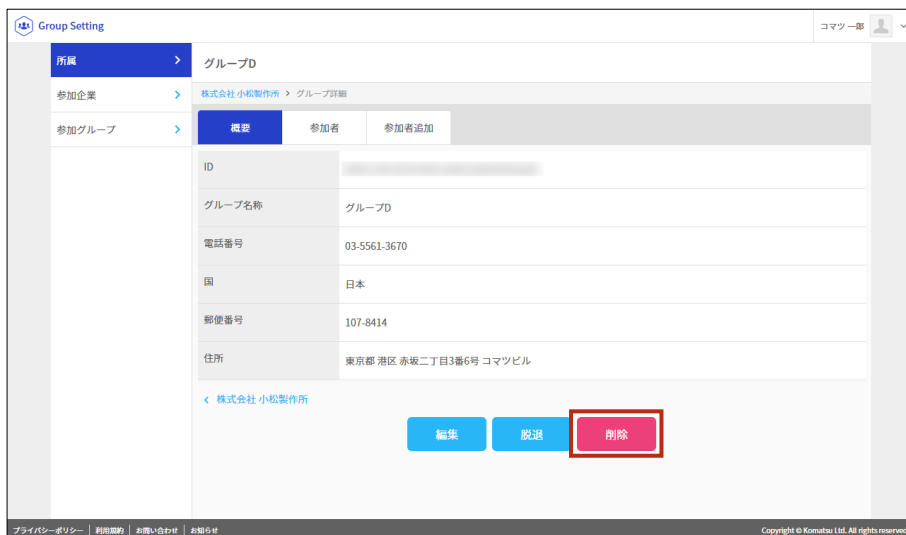 Group Setting
コマツ 一郎
所属
参加企業
参加グループ
グループD
株式会社 小松製作所 > グループ詳細
概要 参加者 参加者追加
ID
グループ名称 グループD
電話番号 03-5561-3670
国 日本
郵便番号 107-8414
住所 東京都 港区 赤坂二丁目3番6号 コマツビル
株式会社 小松製作所
編集 脱退 削除
プライバシーポリシー | 利用規約 | お問い合わせ | お知らせ
Copyright © Komatsu Ltd. All rights reserved